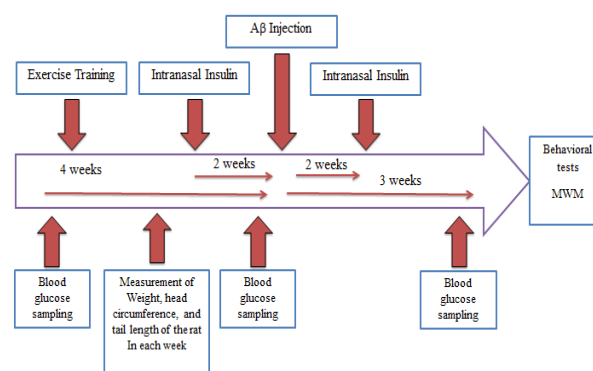 Aβ Injection
Exercise Training
Intranasal Insulin
Intranasal Insulin
4 weeks
2 weeks
2 weeks
3 weeks
Behavioral
tests
MWM
Blood
glucose
sampling
Measurement of
Weight, head
circumference, and
tail length of the rat
In each week
Blood
glucose
sampling
Blood
glucose
sampling